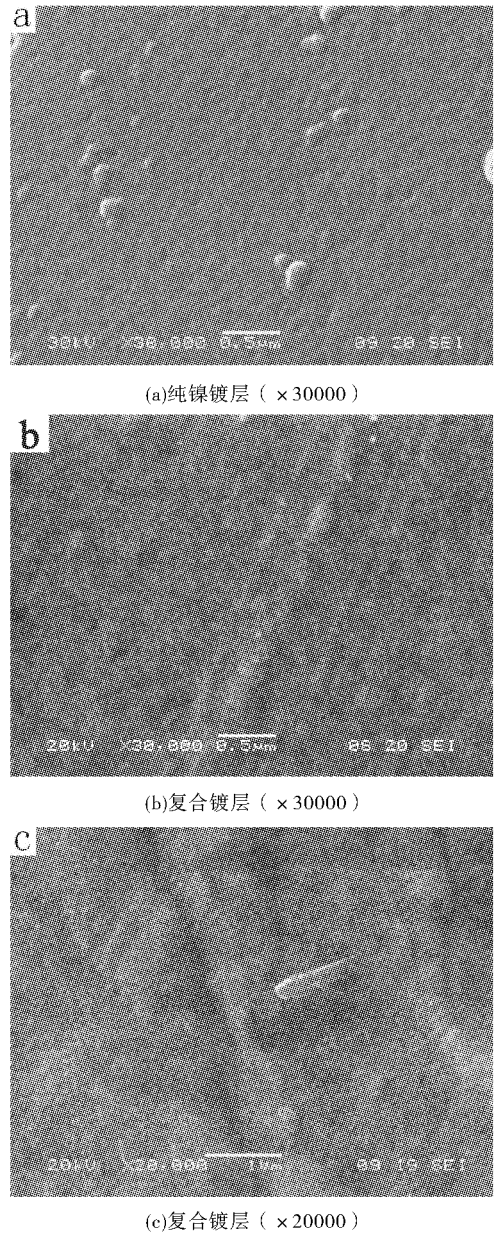 a
30kV X30,000 0.5μm 09 20 SEI
(a)纯镍镀层（×30000）
b
20kV X30,000 0.5μm 06 20 SEI
(b)复合镀层（×30000）
c
20kV X20,000 1μm 09 19 SEI
(c)复合镀层（×20000）